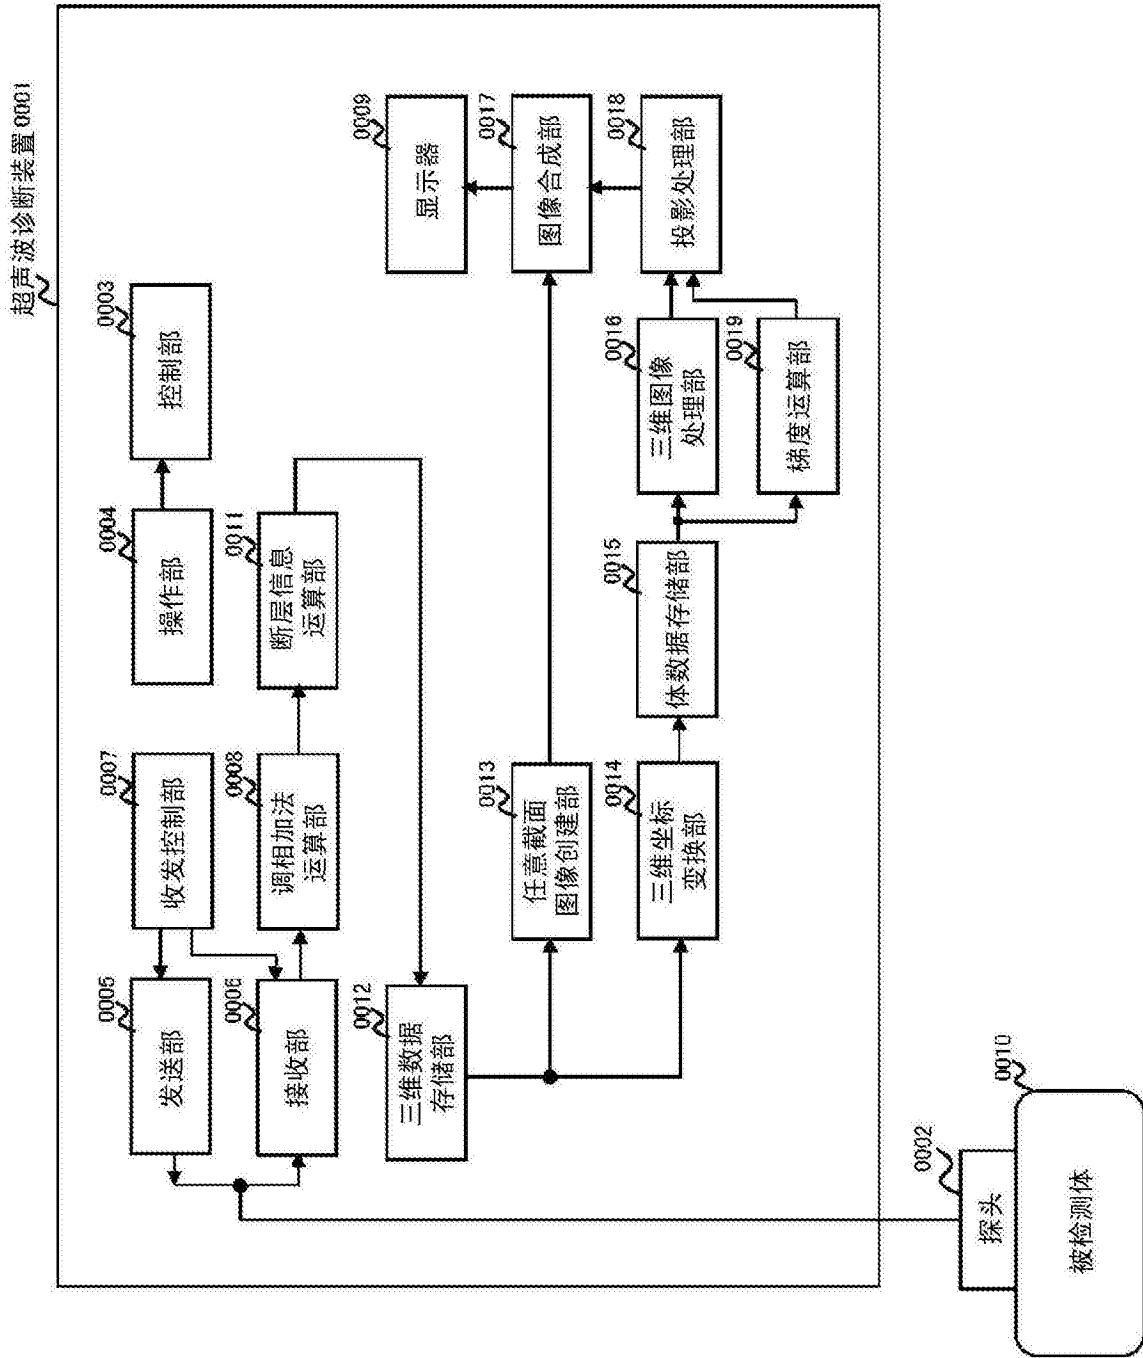 超声波诊断装置 0001
0007
收发控制部
0004
操作部
0003
控制部
0005
发送部
0006
接收部
0008
调相加法
运算部
0011
断层信息
运算部
0012
三维数据
存储部
0009
显示器
0013
任意截面
图像创建部
0017
图像合成部
0014
三维坐标
变换部
0015
体数据存储部
0016
三维图像
处理部
0018
投影处理部
0019
梯度运算部
0002
探头
0010
被检测体